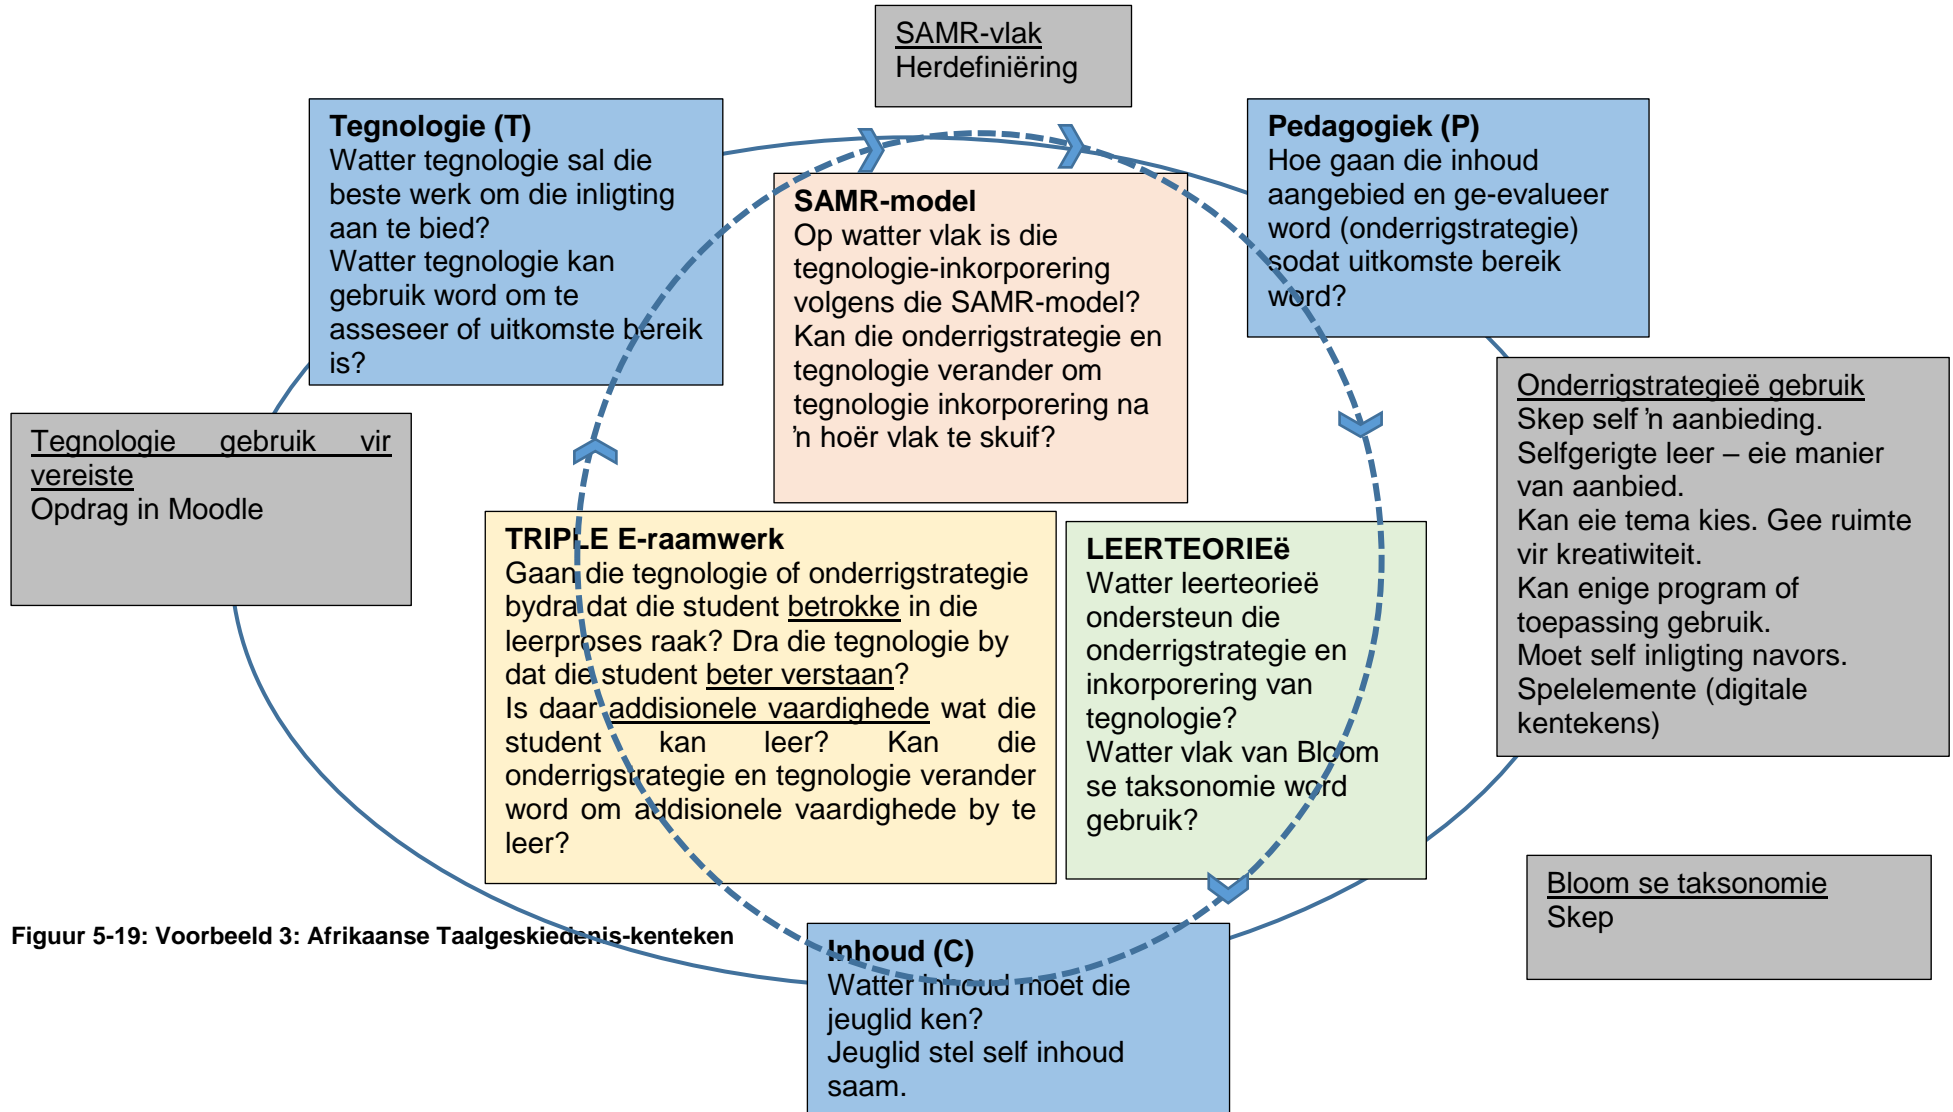 SAMR-vlak
Herdefiniëring
Tegnologie (T)
Watter tegnologie sal die
beste werk om die inligting
aan te bied?
Watter tegnologie kan
gebruik word om te
asseseer of uitkomste bereik
is?
Pedagogiek (P)
Hoe gaan die inhoud
aangebied en ge-evalueer
word (onderrigstrategie)
sodat uitkomste bereik
word?
SAMR-model
Op watter vlak is die
tegnologie-inkorporering
volgens die SAMR-model?
Kan die onderrigstrategie en
tegnologie verander om
tegnologie inkorporering na
'n hoër vlak te skuif?
Tegnologie gebruik vir
vereiste
Opdrag in Moodle
Onderrigstrategieë gebruik
Skep self 'n aanbieding.
Selfgerigte leer – eie manier
van aanbied.
Kan eie tema kies. Gee ruimte
vir kreatiwiteit.
Kan enige program of
toepassing gebruik.
Moet self inligting navors.
Spelelemente (digitale
kentekens)
TRIPLE E-raamwerk
Gaan die tegnologie of onderrigstrategie
bydra dat die student betrokke in die
leerproses raak? Dra die tegnologie by
dat die student beter verstaan?
Is daar addisionele vaardighede wat die
student kan leer? Kan die
onderrigstrategie en tegnologie verander
word om addisionele vaardighede by te
leer?
LEERTEORIEë
Watter leerteorieë
ondersteun die
onderrigstrategie en
inkorporering van
tegnologie?
Watter vlak van Bloom
se taksonomie word
gebruik?
Bloom se taksonomie
Skep
Figuur 5-19: Voorbeeld 3: Afrikaanse Taalgeskiedenis-kenteken
Inhoud (C)
Watter inhoud moet die
jeuglid ken?
Jeuglid stel self inhoud
saam.